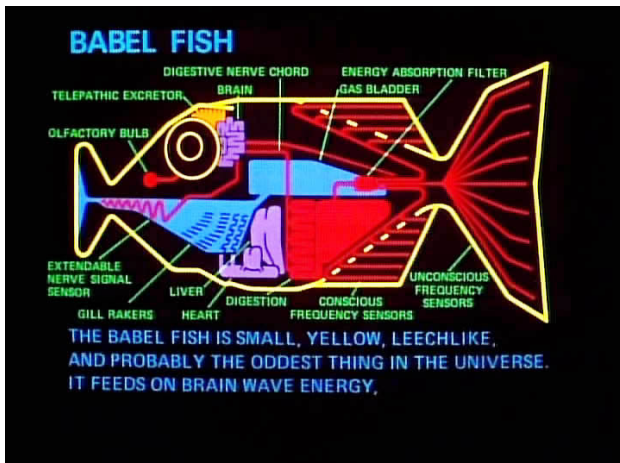 BABEL FISH
DIGESTIVE NERVE CHORD
ENERGY ABSORPTION FILTER
TELEPATHIC EXCRETOR
BRAIN
GAS BLADDER
OLFACTORY BULB
EXTENDABLE
NERVE SIGNAL
SENSOR
GILL RAKERS
LIVER
HEART
DIGESTION
CONSCIOUS
FREQUENCY SENSORS
UNCONSCIOUS
FREQUENCY
SENSORS
THE BABEL FISH IS SMALL, YELLOW, LEECHLIKE,
AND PROBABLY THE ODDEST THING IN THE UNIVERSE.
IT FEEDS ON BRAIN WAVE ENERGY,